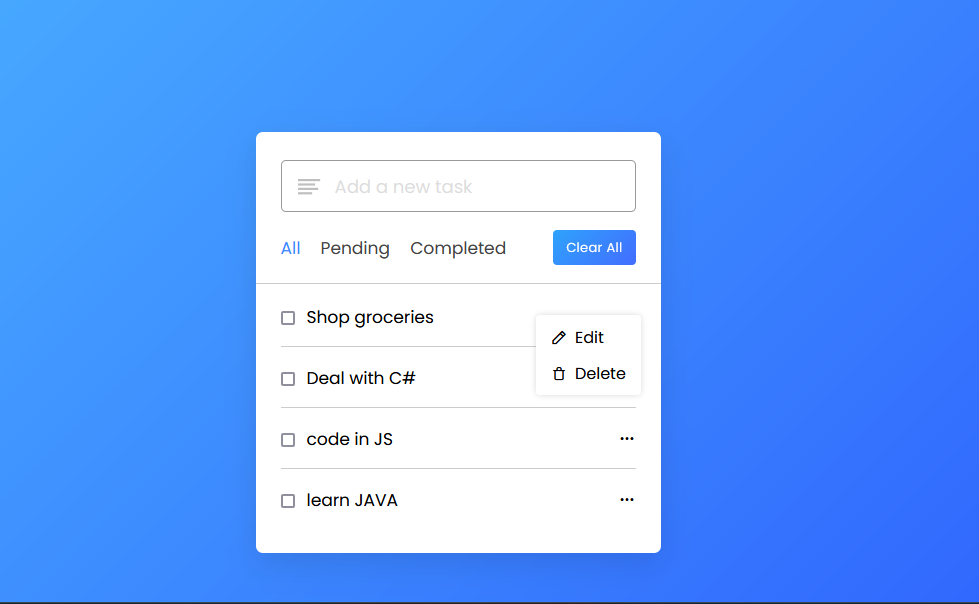 Add a new task
All Pending Completed Clear All
Shop groceries
Edit
Deal with C#
Delete
code in JS
learn JAVA